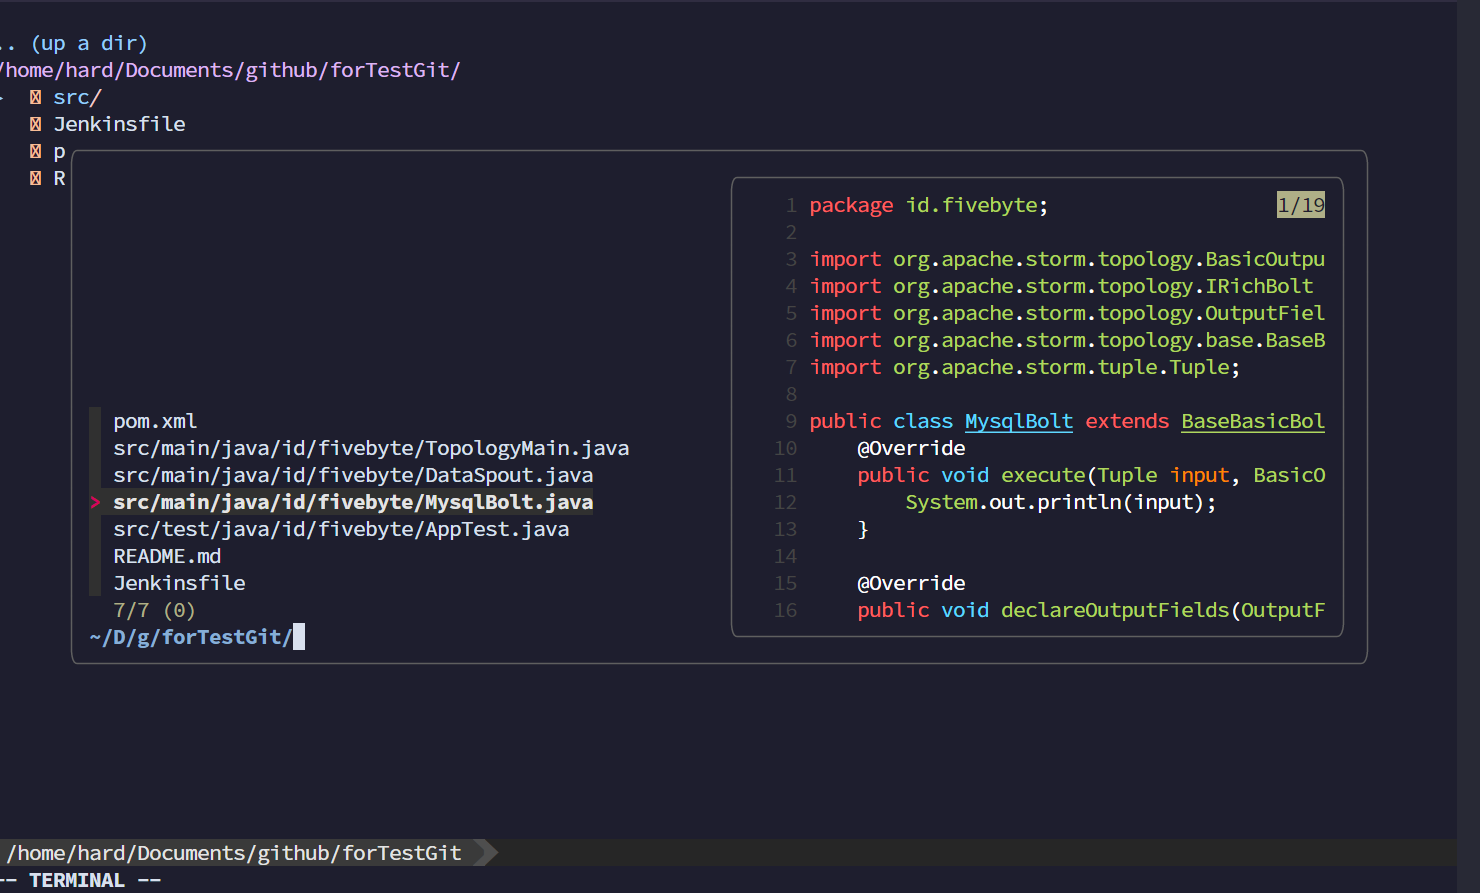 .. (up a dir)
/home/hard/Documents/github/forTestGit/
src/
Jenkinsfile
p
R
pom.xml
src/main/java/id/fivebyte/TopologyMain.java
src/main/java/id/fivebyte/DataSpout.java
> src/main/java/id/fivebyte/MysqlBolt.java
src/test/java/id/fivebyte/AppTest.java
README.md
Jenkinsfile
7/7 (0)
~/D/g/forTestGit/
1 package id.fivebyte; 1/19
2
3 import org.apache.storm.topology.BasicOutpu
4 import org.apache.storm.topology.IRichBolt
5 import org.apache.storm.topology.OutputFiel
6 import org.apache.storm.topology.base.BaseB
7 import org.apache.storm.tuple.Tuple;
8
9 public class MysqlBolt extends BaseBasicBol
10 @Override
11 public void execute(Tuple input, BasicO
12 System.out.println(input);
13 }
14
15 @Override
16 public void declareOutputFields(OutputF
/home/hard/Documents/github/forTestGit
-- TERMINAL --